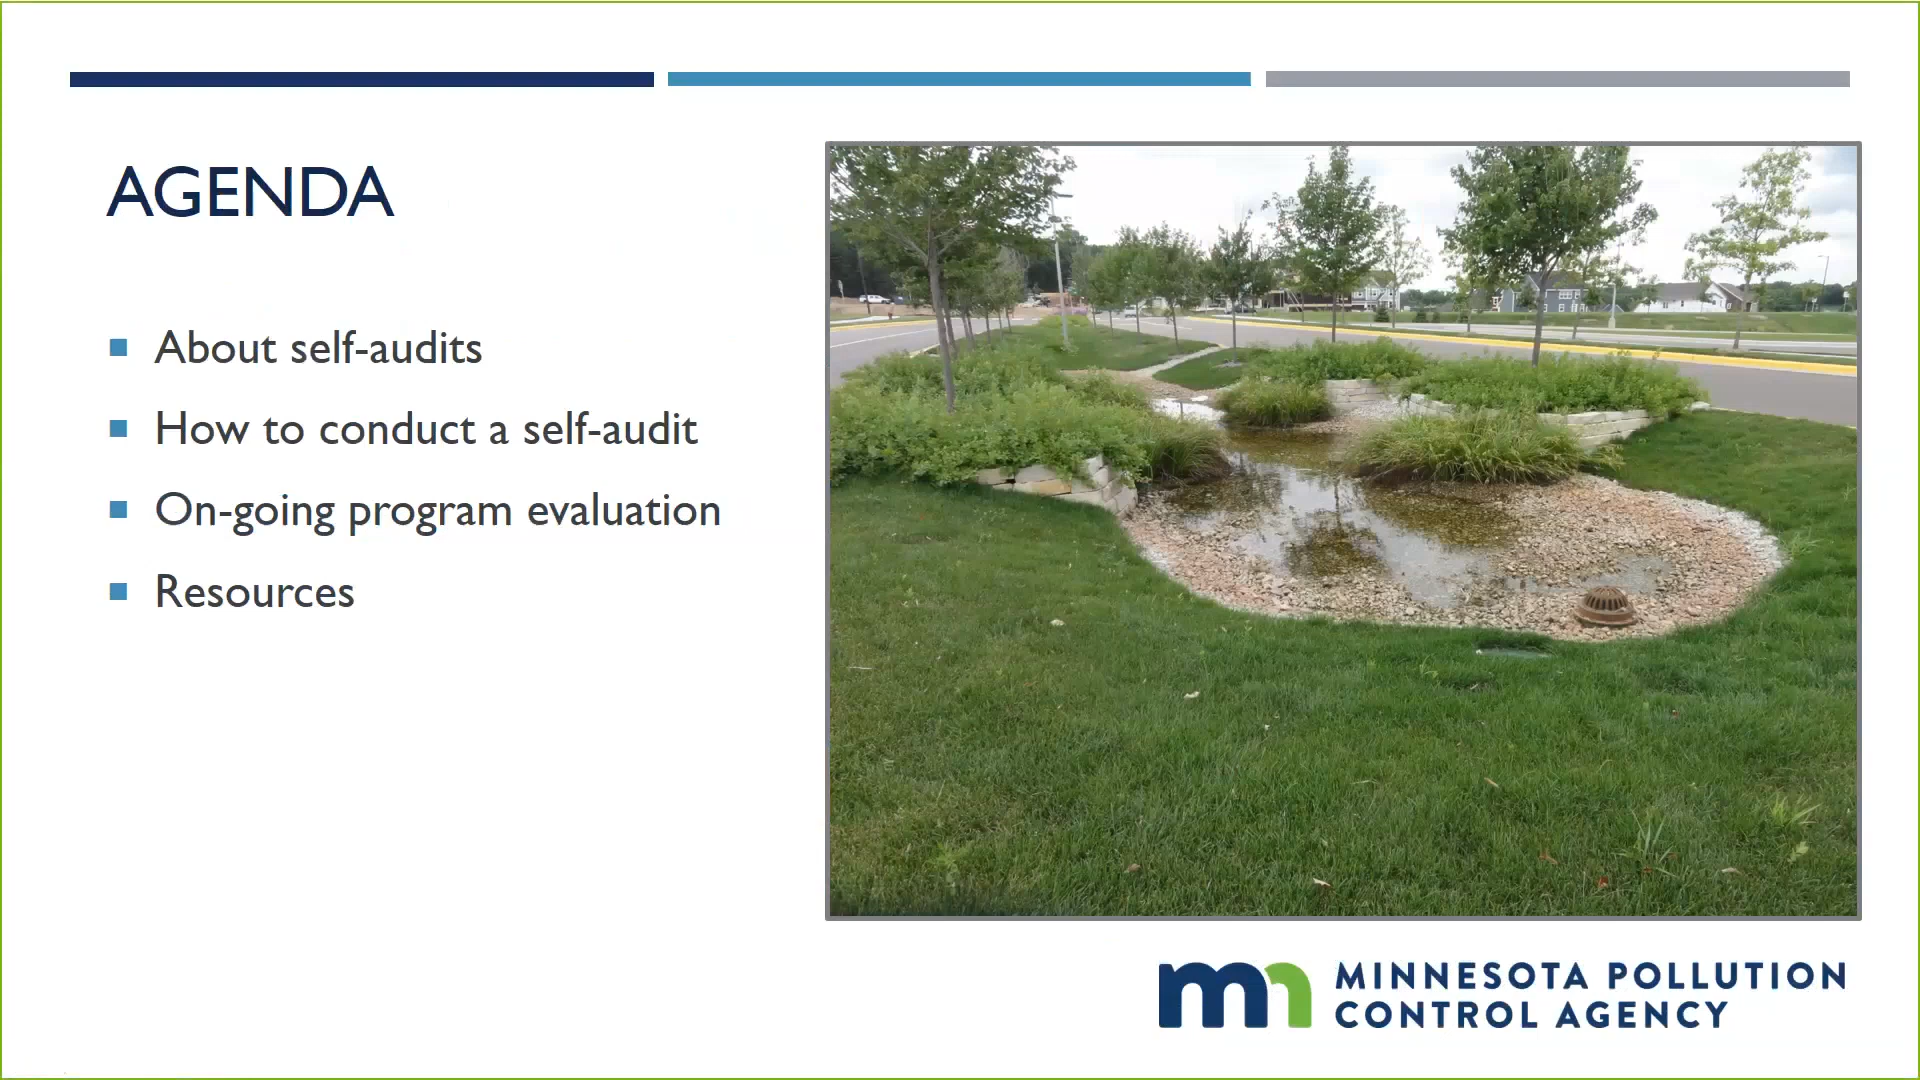 AGENDA
About self-audits
How to conduct a self-audit
On-going program evaluation
Resources
MINNESOTA POLLUTION
CONTROL AGENCY